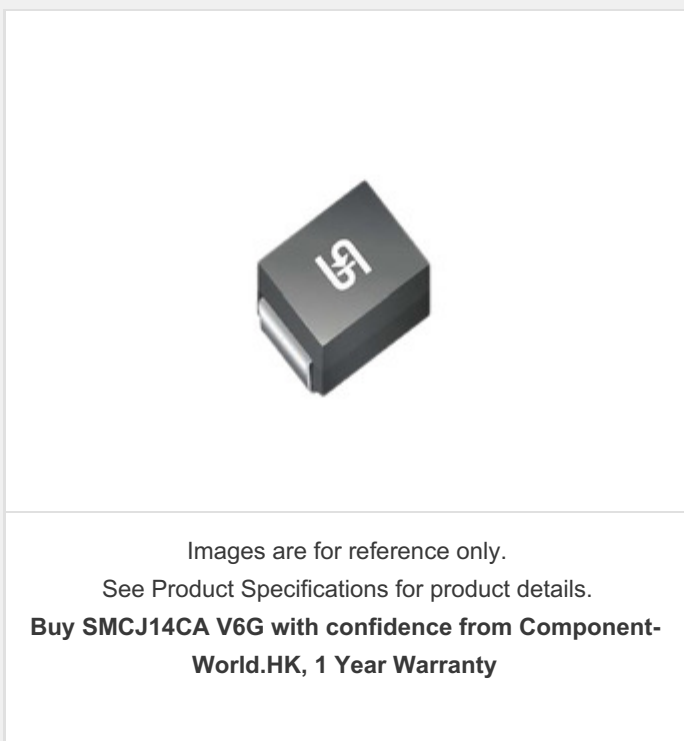 Images are for reference only.
See Product Specifications for product details.
Buy SMCJ14CA V6G with confidence from Component-
World.HK, 1 Year Warranty